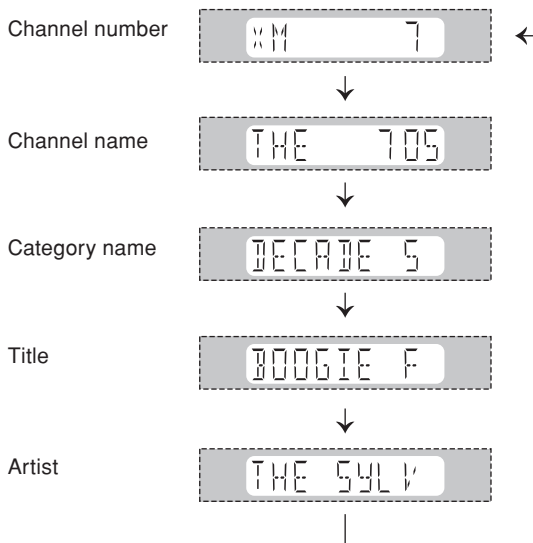 Channel number
XM 7
Channel name
THE 70S
Category name
DECADE S
Title
BOOGIE F
Artist
THE SYLV